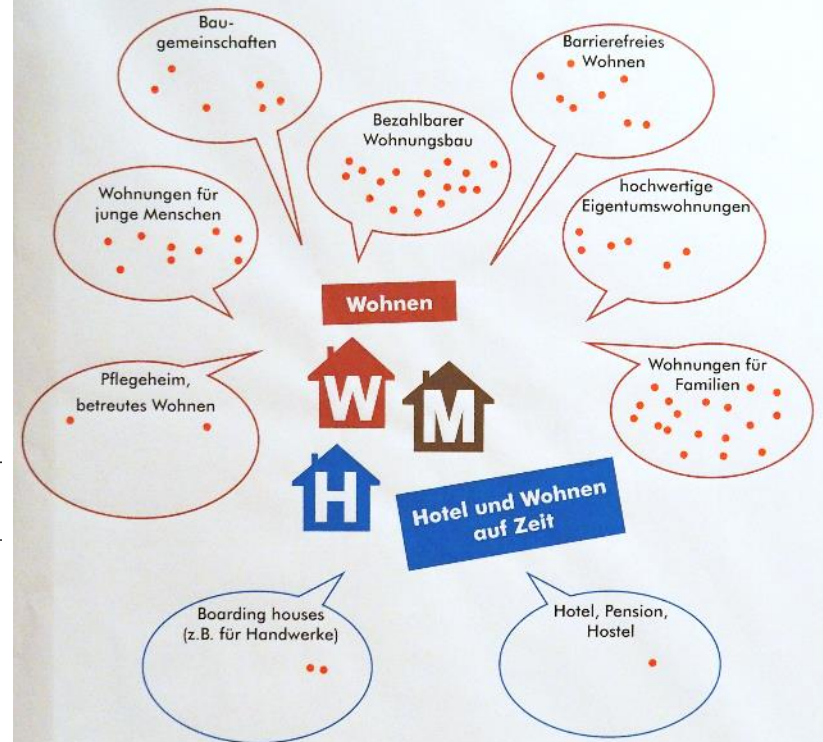 Bau-
gemeinschaften
Barrierefreies
Wohnen
Bezahlbarer
Wohnungsbau
Wohnungen für
junge Menschen
hochwertige
Eigentumswohnungen
Wohnen
Pflegeheim,
betreutes Wohnen
Wohnungen für
Familien
W
M
H
Hotel und Wohnen
auf Zeit
Boarding houses
(z.B. für Handwerke)
Hotel, Pension,
Hostel